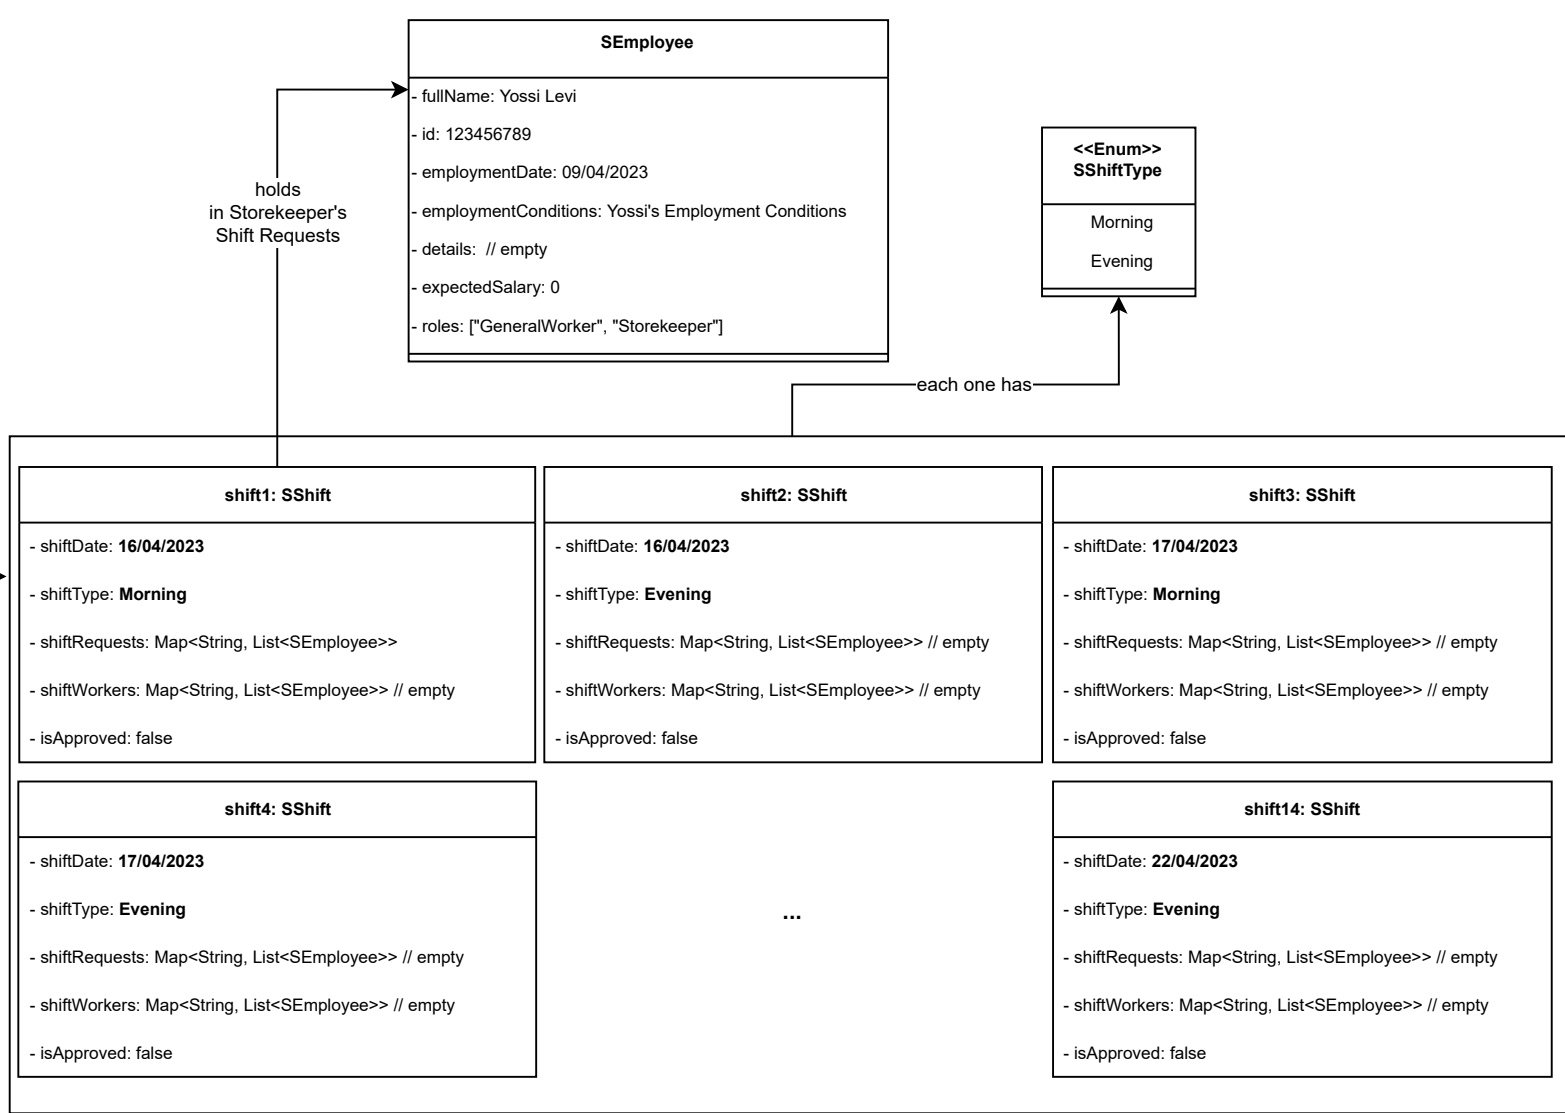 SEmployee
- fullName: Yossi Levi
- id: 123456789
- employmentDate: 09/04/2023
- employmentConditions: Yossi's Employment Conditions
- details:  // empty
- expectedSalary: 0
- roles: ["GeneralWorker", "Storekeeper"]
<<Enum>>
SShiftType
Morning
Evening
holds
in Storekeeper's
Shift Requests
each one has
shift1: SShift
- shiftDate: 16/04/2023
- shiftType: Morning
- shiftRequests: Map<String, List<SEmployee>>
- shiftWorkers: Map<String, List<SEmployee>> // empty
- isApproved: false
shift2: SShift
- shiftDate: 16/04/2023
- shiftType: Evening
- shiftRequests: Map<String, List<SEmployee>> // empty
- shiftWorkers: Map<String, List<SEmployee>> // empty
- isApproved: false
shift3: SShift
- shiftDate: 17/04/2023
- shiftType: Morning
- shiftRequests: Map<String, List<SEmployee>> // empty
- shiftWorkers: Map<String, List<SEmployee>> // empty
- isApproved: false
shift4: SShift
- shiftDate: 17/04/2023
- shiftType: Evening
- shiftRequests: Map<String, List<SEmployee>> // empty
- shiftWorkers: Map<String, List<SEmployee>> // empty
- isApproved: false
...
shift14: SShift
- shiftDate: 22/04/2023
- shiftType: Evening
- shiftRequests: Map<String, List<SEmployee>> // empty
- shiftWorkers: Map<String, List<SEmployee>> // empty
- isApproved: false